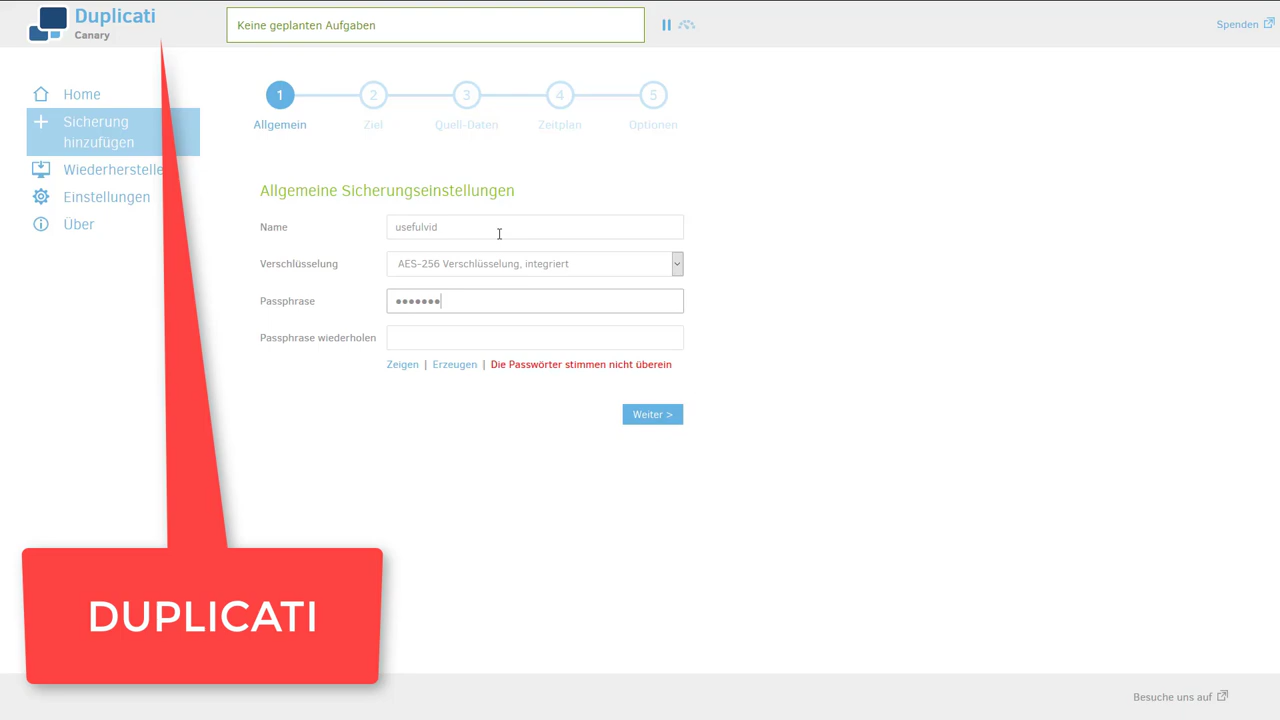 Duplicati
Canary
Keine geplanten Aufgaben
Spenden
Home
Sicherung
hinzufügen
Wiederherstelle
Einstellungen
Über
1 2 3 4 5
Allgemein Ziel Quell-Daten Zeitplan Optionen
Allgemeine Sicherungseinstellungen
Name usefulvid
Verschlüsselung AES-256 Verschlüsselung, integriert
Passphrase •••••••
Passphrase wiederholen
Zeigen | Erzeugen | Die Passwörter stimmen nicht überein
Weiter >
DUPLICATI
Besuche uns auf